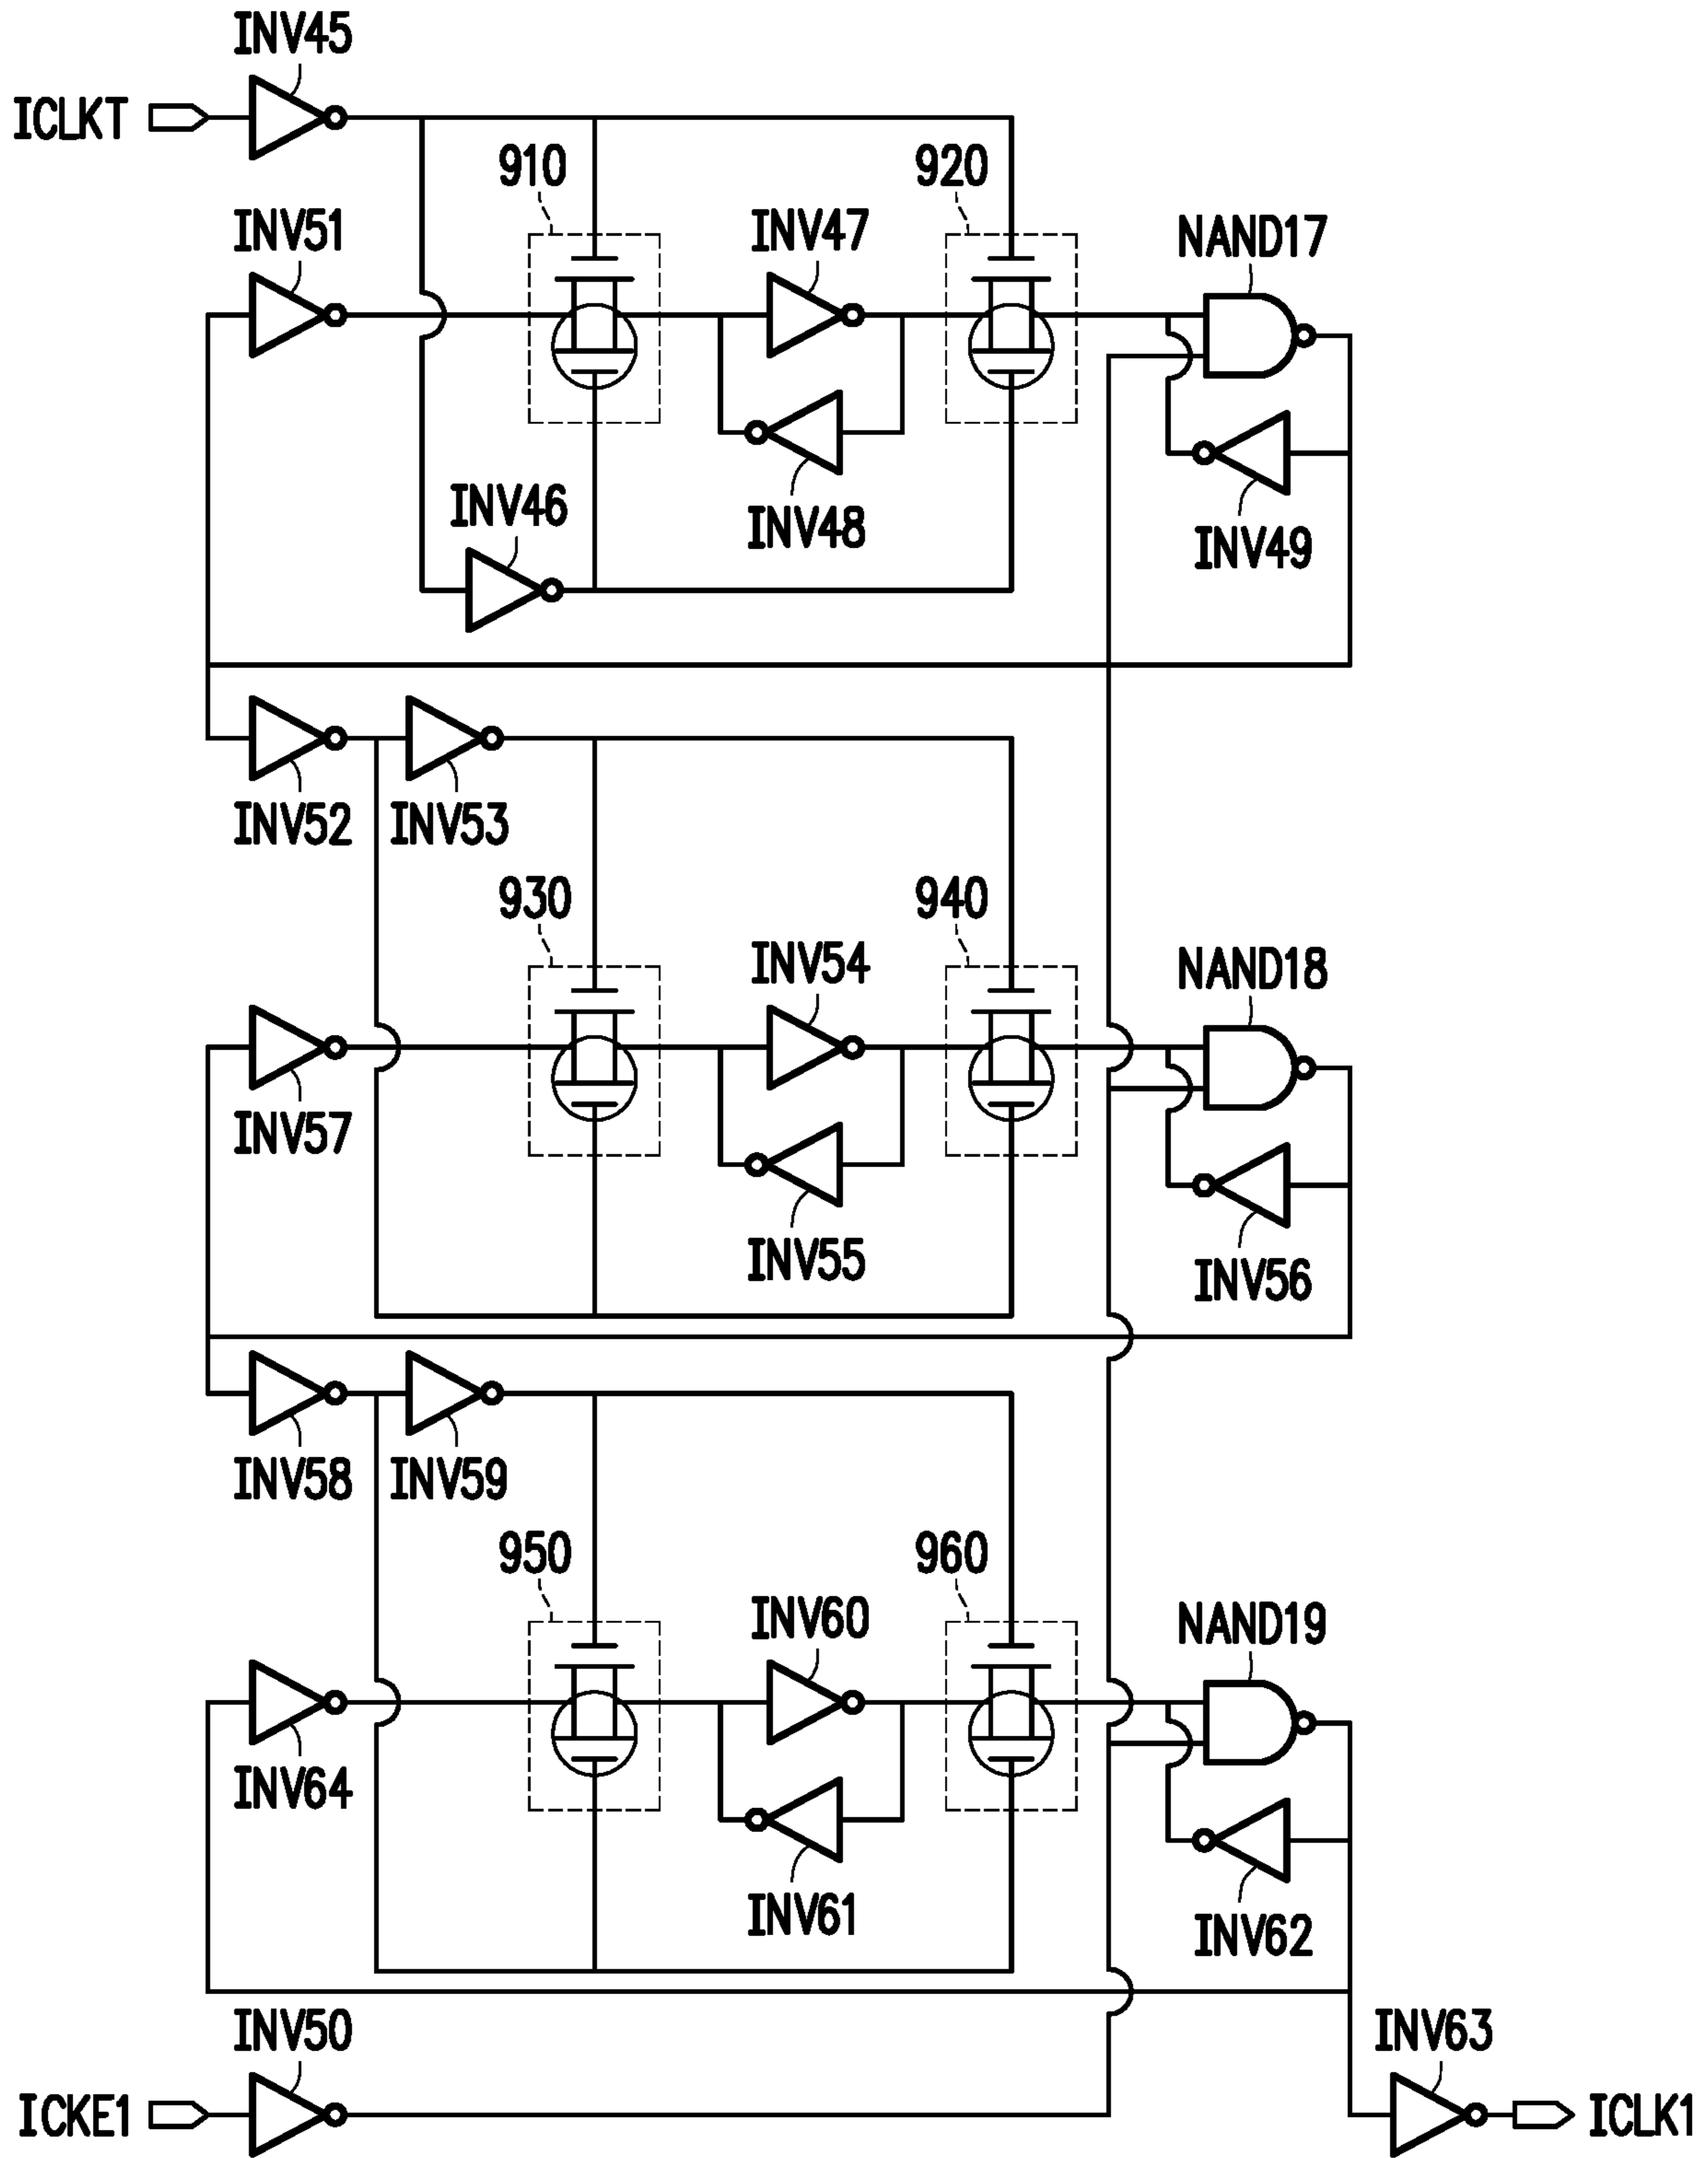 INV45
ICLKT
910
920
INV51
INV47
NAND17
INV46
INV48
INV49
INV52
INV53
930
940
INV54
NAND18
INV57
INV55
INV56
INV58
INV59
950
960
INV60
NAND19
INV64
INV61
INV62
INV50
INV63
ICKE1
ICLK1